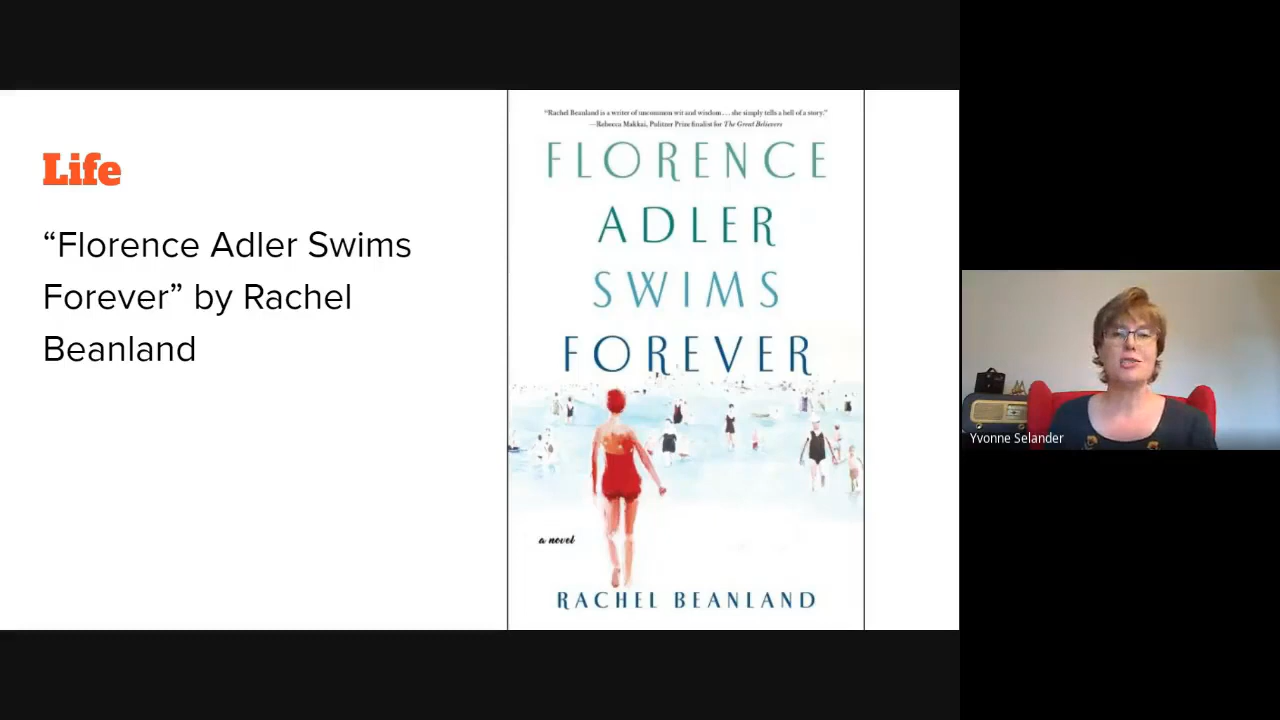 Life
“Florence Adler Swims
Forever” by Rachel
Beanland
“Rachel Beanland is a writer of uncommon wit and wisdom . . . she simply tells a hell of a story.”
—Rebecca Makkai, Pulitzer Prize finalist for The Great Believers
FLORENCE
ADLER
SWIMS
FOREVER
a novel
RACHEL BEANLAND
Yvonne Selander